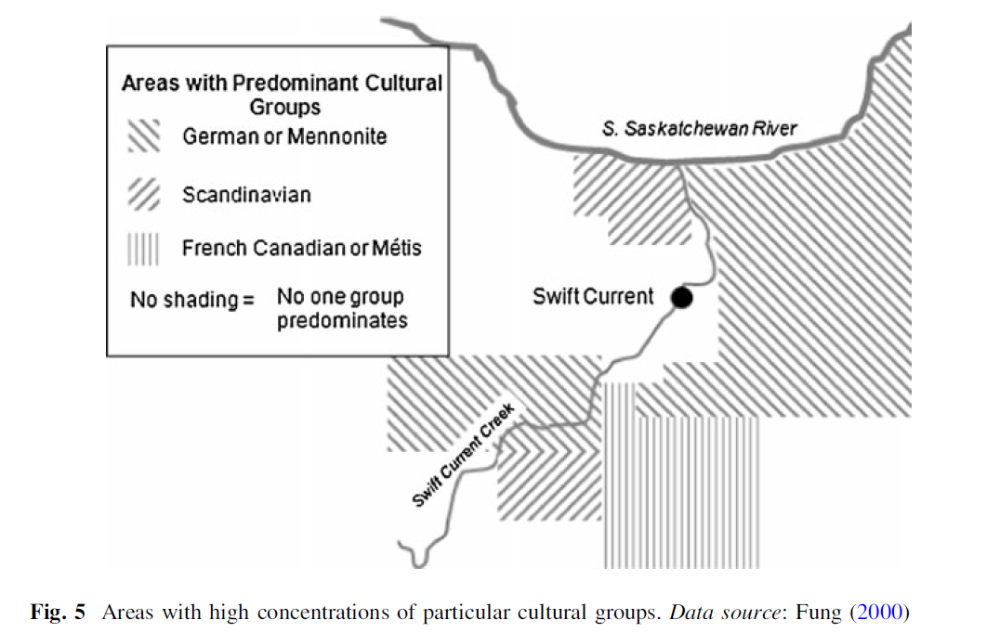 Areas with Predominant Cultural
Groups
German or Mennonite
Scandinavian
French Canadian or Métis
No shading = No one group
predominates
S. Saskatchewan River
Swift Current
Swift Current Creek
Fig. 5 Areas with high concentrations of particular cultural groups. Data source: Fung (2000)